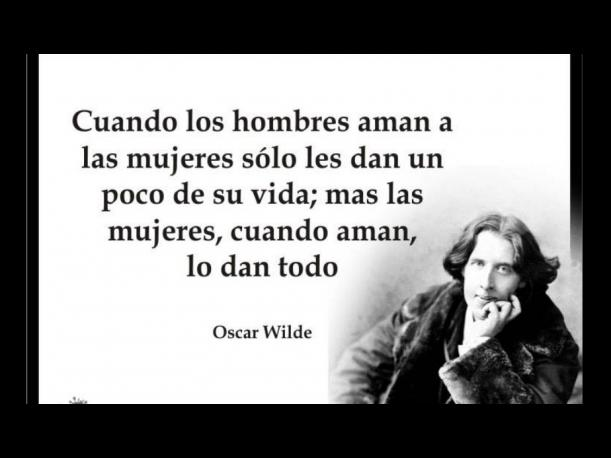 Cuando los hombres aman a
las mujeres sólo les dan un
poco de su vida; mas las
mujeres, cuando aman,
lo dan todo
Oscar Wilde